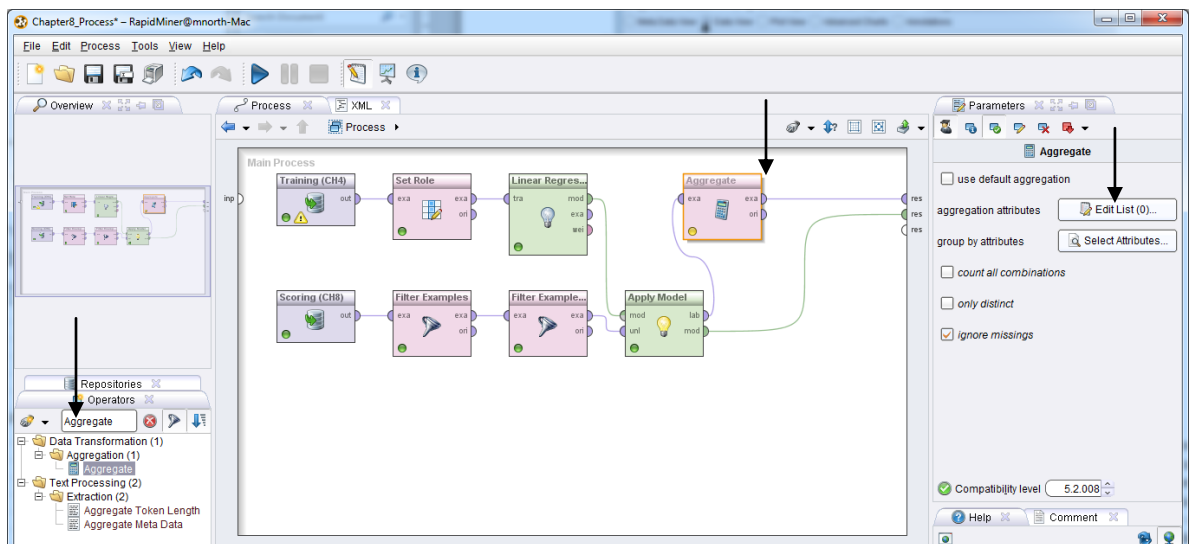 Chapter8_Process* – RapidMiner@mnorth-Mac
File Edit Process Tools View Help
Overview
Process
XML
Parameters
Process
Aggregate
Main Process
Training (CH4)
Set Role
Linear Regres...
Aggregate
inp
out
exa
exa
ori
tra
mod
exa
wei
exa
exa
ori
res
res
res
Scoring (CH8)
Filter Examples
Filter Example...
Apply Model
out
exa
exa
ori
exa
exa
ori
mod
unl
lab
mod
use default aggregation
aggregation attributes
Edit List (0)...
group by attributes
Select Attributes...
count all combinations
only distinct
ignore missings
Repositories
Operators
Aggregate
Data Transformation (1)
Aggregation (1)
Aggregate
Text Processing (2)
Extraction (2)
Aggregate Token Length
Aggregate Meta Data
Compatibility level
5.2.008
Help
Comment